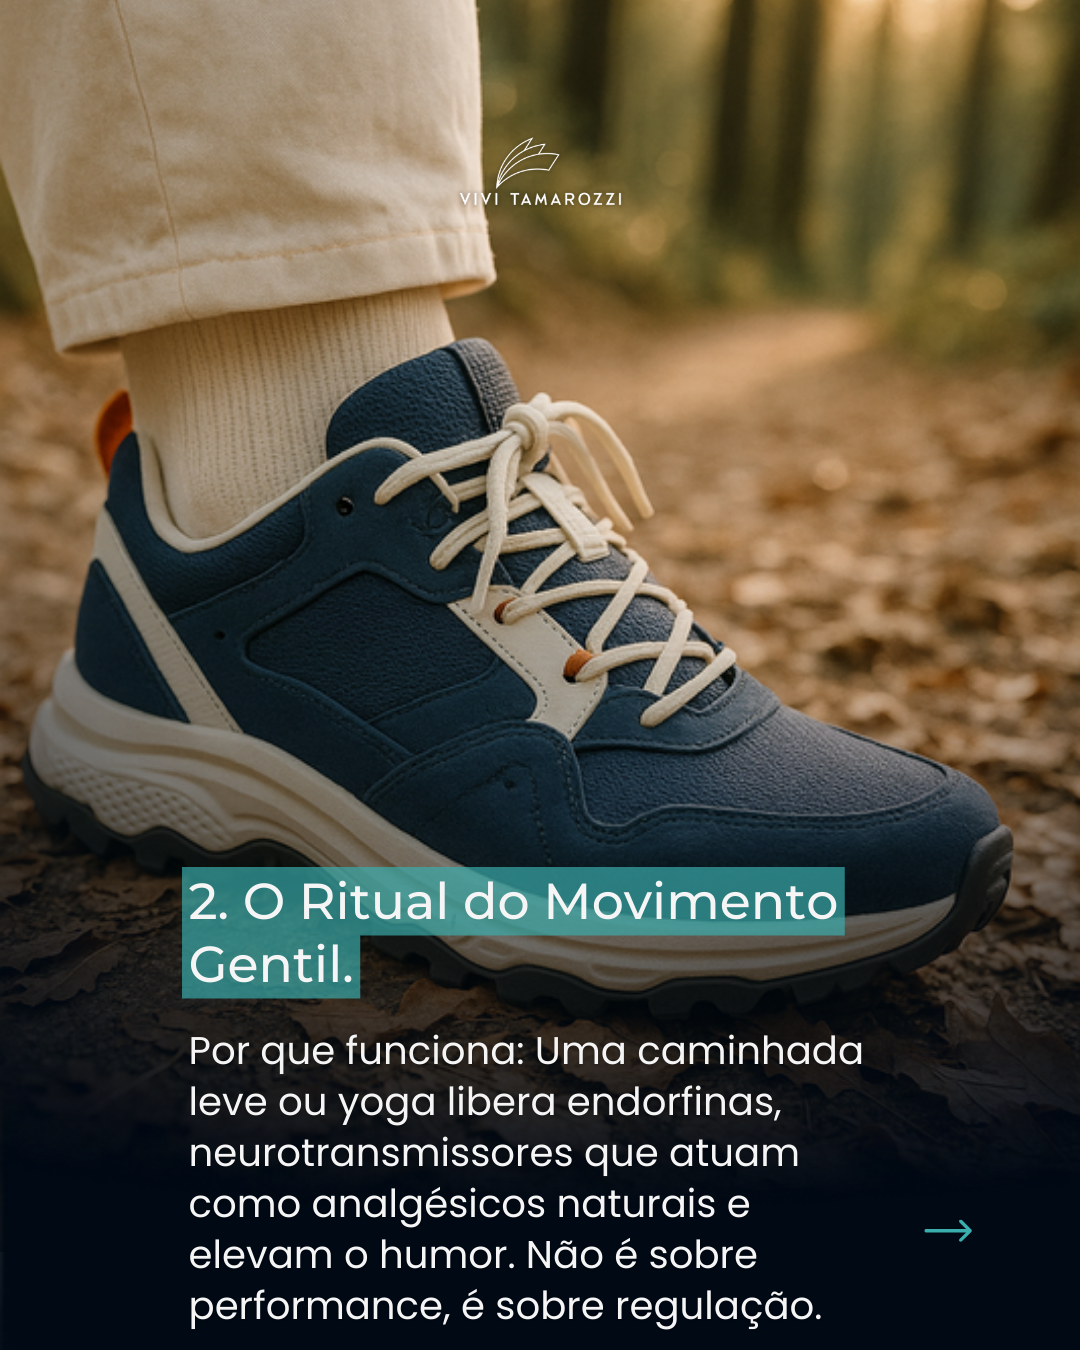 VIVI TAMAROZZI
2. O Ritual do Movimento
Gentil.
Por que funciona: Uma caminhada
leve ou yoga libera endorfinas,
neurotransmissores que atuam
como analgésicos naturais e
elevam o humor. Não é sobre
performance, é sobre regulação.